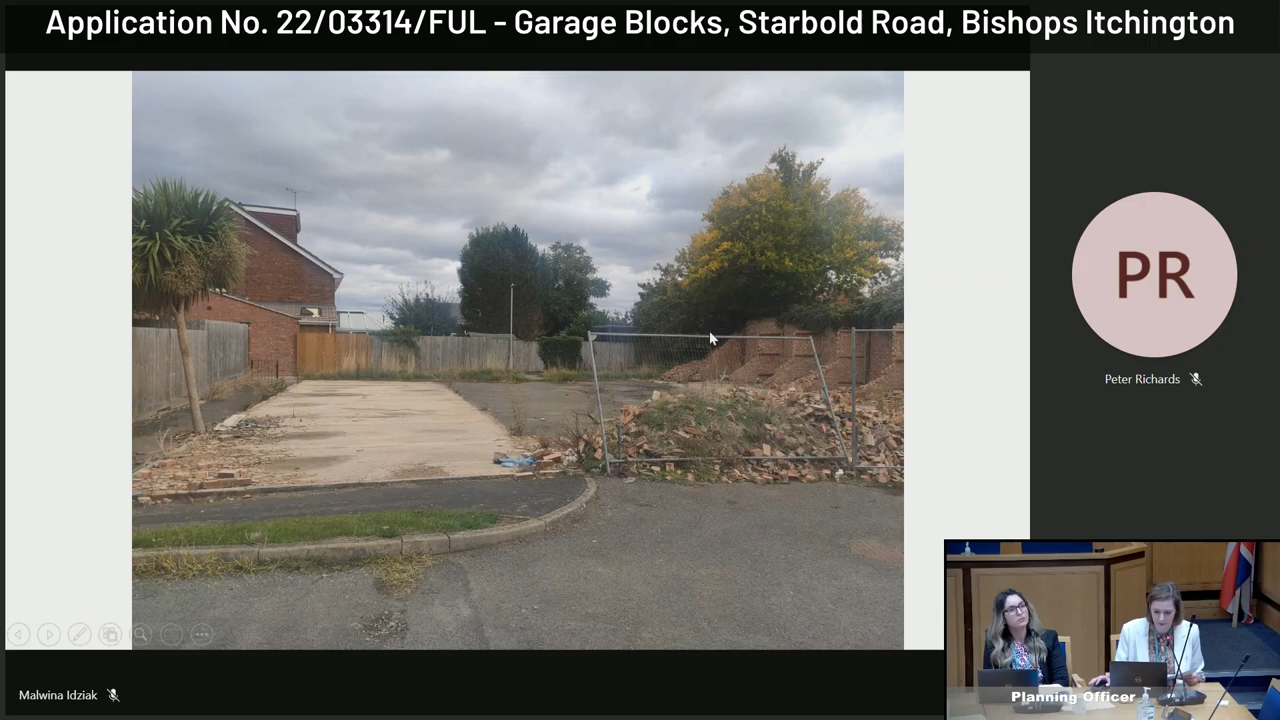 Application No. 22/03314/FUL - Garage Blocks, Starbold Road, Bishops Itchington
PR
Peter Richards
Malwina Idziak
Planning Officer